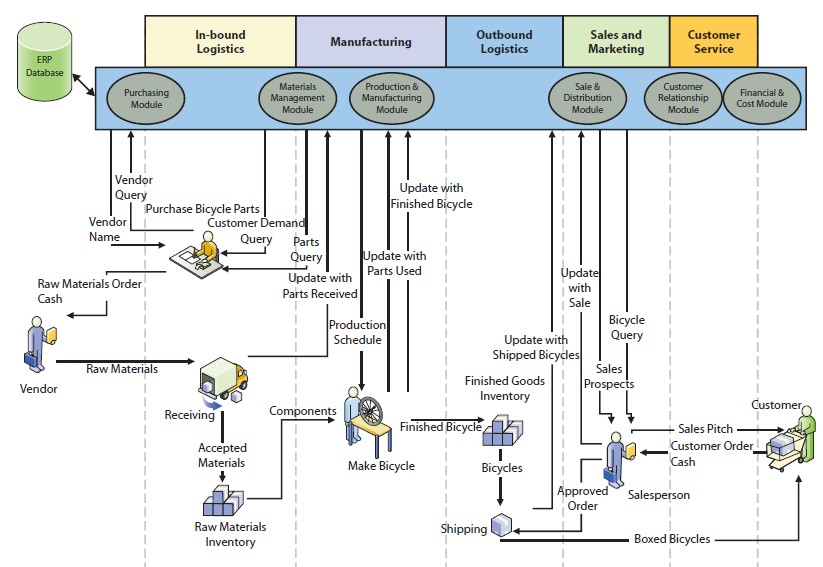 ERP
Database
In-bound
Logistics
Manufacturing
Outbound
Logistics
Sales and
Marketing
Customer
Service
Purchasing
Module
Materials
Management
Module
Production &
Manufacturing
Module
Sale &
Distribution
Module
Customer
Relationship
Module
Financial &
Cost Module
Vendor
Query
Vendor
Name
Purchase Bicycle Parts
Customer Demand
Query
Parts
Query
Update with
Parts Received
Update with
Finished Bicycle
Update with
Parts Used
Production
Schedule
Raw Materials Order
Cash
Vendor
Raw Materials
Receiving
Accepted
Materials
Raw Materials
Inventory
Components
Make Bicycle
Finished Bicycle
Finished Goods
Inventory
Bicycles
Shipping
Update with
Shipped Bicycles
Update
with
Sale
Bicycle
Query
Sales
Prospects
Approved
Order
Salesperson
Sales Pitch
Customer Order
Cash
Customer
Boxed Bicycles